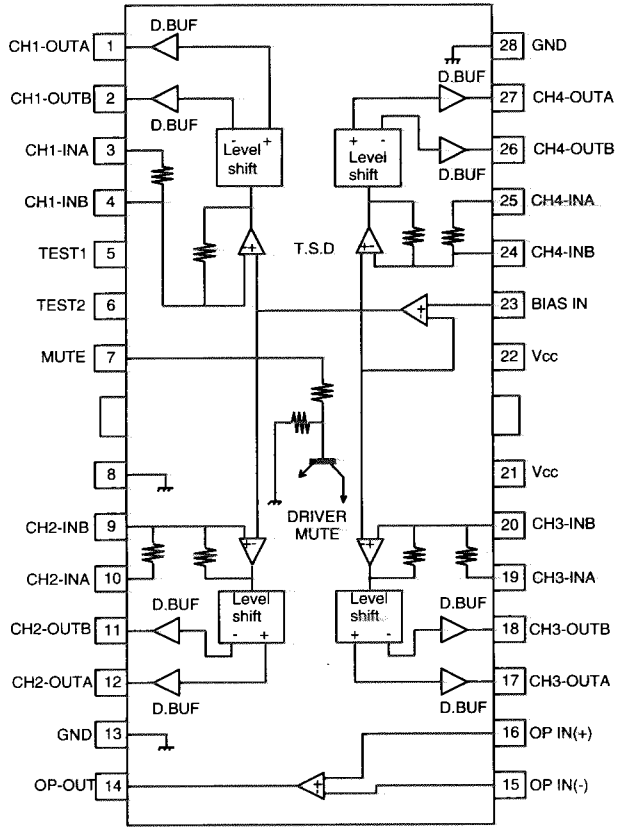 D.BUF
CH1-OUTA 1
28 GND
D.BUF
CH1-OUTB 2
27 CH4-OUTA
D.BUF
- +
Level shift
+ -
Level shift
CH1-INA 3
26 CH4-OUTB
D.BUF
CH1-INB 4
25 CH4-INA
TEST1 5
-+
T.S.D
+-
24 CH4-INB
TEST2 6
+
-
23 BIAS IN
MUTE 7
22 Vcc
8
21 Vcc
DRIVER
MUTE
CH2-INB 9
20 CH3-INB
-+
+-
CH2-INA 10
19 CH3-INA
D.BUF
Level shift
- +
Level shift
+ -
D.BUF
CH2-OUTB 11
18 CH3-OUTB
CH2-OUTA 12
17 CH3-OUTA
D.BUF
D.BUF
GND 13
16 OP IN(+)
OP-OUT 14
+
-
15 OP IN(-)